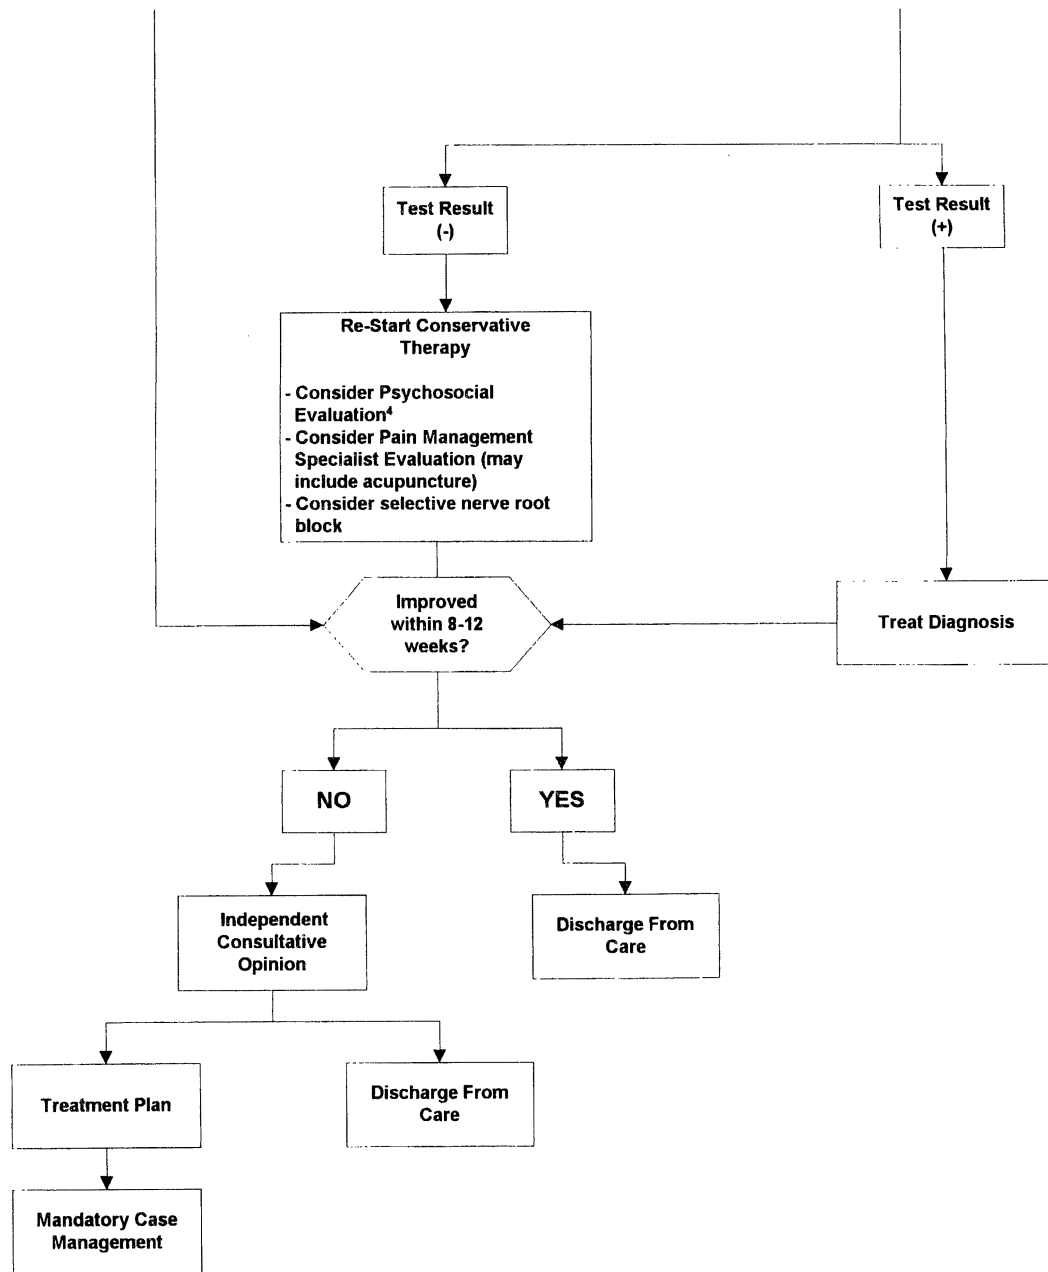 Test Result
(-)
Test Result
(+)
Re-Start Conservative
Therapy
- Consider Psychosocial
Evaluation⁴
- Consider Pain Management
Specialist Evaluation (may
include acupuncture)
- Consider selective nerve root
block
Improved
within 8-12
weeks?
Treat Diagnosis
NO
YES
Independent
Consultative
Opinion
Discharge From
Care
Treatment Plan
Discharge From
Care
Mandatory Case
Management